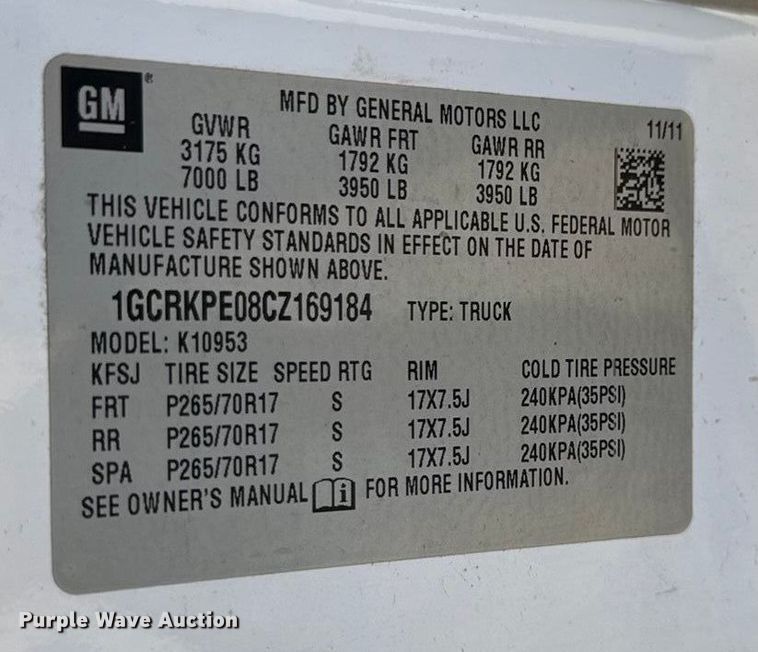 GM ®
MFD BY GENERAL MOTORS LLC 11/11
GVWR GAWR FRT GAWR RR
3175 KG 1792 KG 1792 KG
7000 LB 3950 LB 3950 LB
THIS VEHICLE CONFORMS TO ALL APPLICABLE U.S. FEDERAL MOTOR
VEHICLE SAFETY STANDARDS IN EFFECT ON THE DATE OF
MANUFACTURE SHOWN ABOVE.
1GCRKPE08CZ169184 TYPE: TRUCK
MODEL: K10953
KFSJ TIRE SIZE SPEED RTG RIM COLD TIRE PRESSURE
FRT P265/70R17 S 17X7.5J 240KPA(35PSI)
RR P265/70R17 S 17X7.5J 240KPA(35PSI)
SPA P265/70R17 S 17X7.5J 240KPA(35PSI)
SEE OWNER'S MANUAL i FOR MORE INFORMATION.
Purple Wave Auction